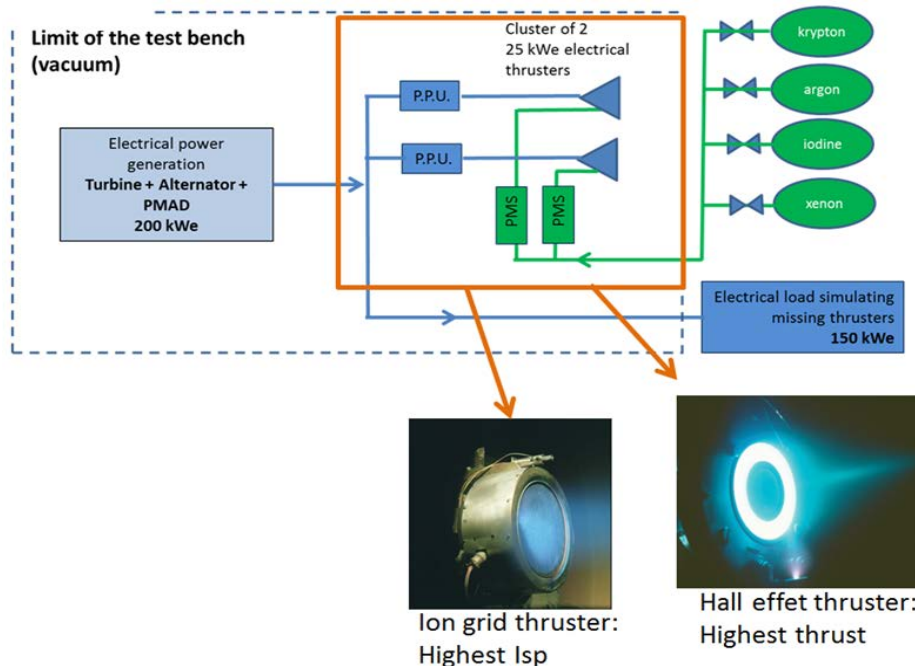 Limit of the test bench
(vacuum)
Cluster of 2
25 kWe electrical
thrusters
krypton
argon
iodine
xenon
P.P.U.
P.P.U.
Electrical power
generation
Turbine + Alternator +
PMAD
200 kWe
PMS
PMS
Electrical load simulating
missing thrusters
150 kWe
Ion grid thruster:
Highest Isp
Hall effet thruster:
Highest thrust